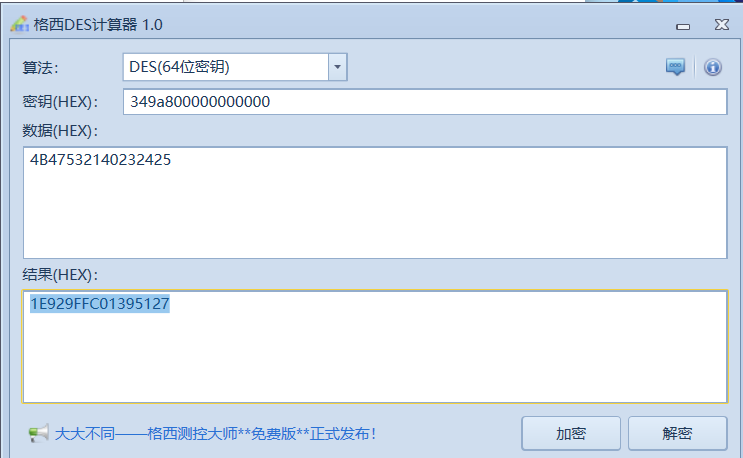 格西DES计算器 1.0
算法：
DES(64位密钥)
密钥(HEX)：
349a800000000000
数据(HEX)：
4B47532140232425
结果(HEX)：
1E929FFC01395127
大大不同——格西测控大师**免费版**正式发布！
加密
解密